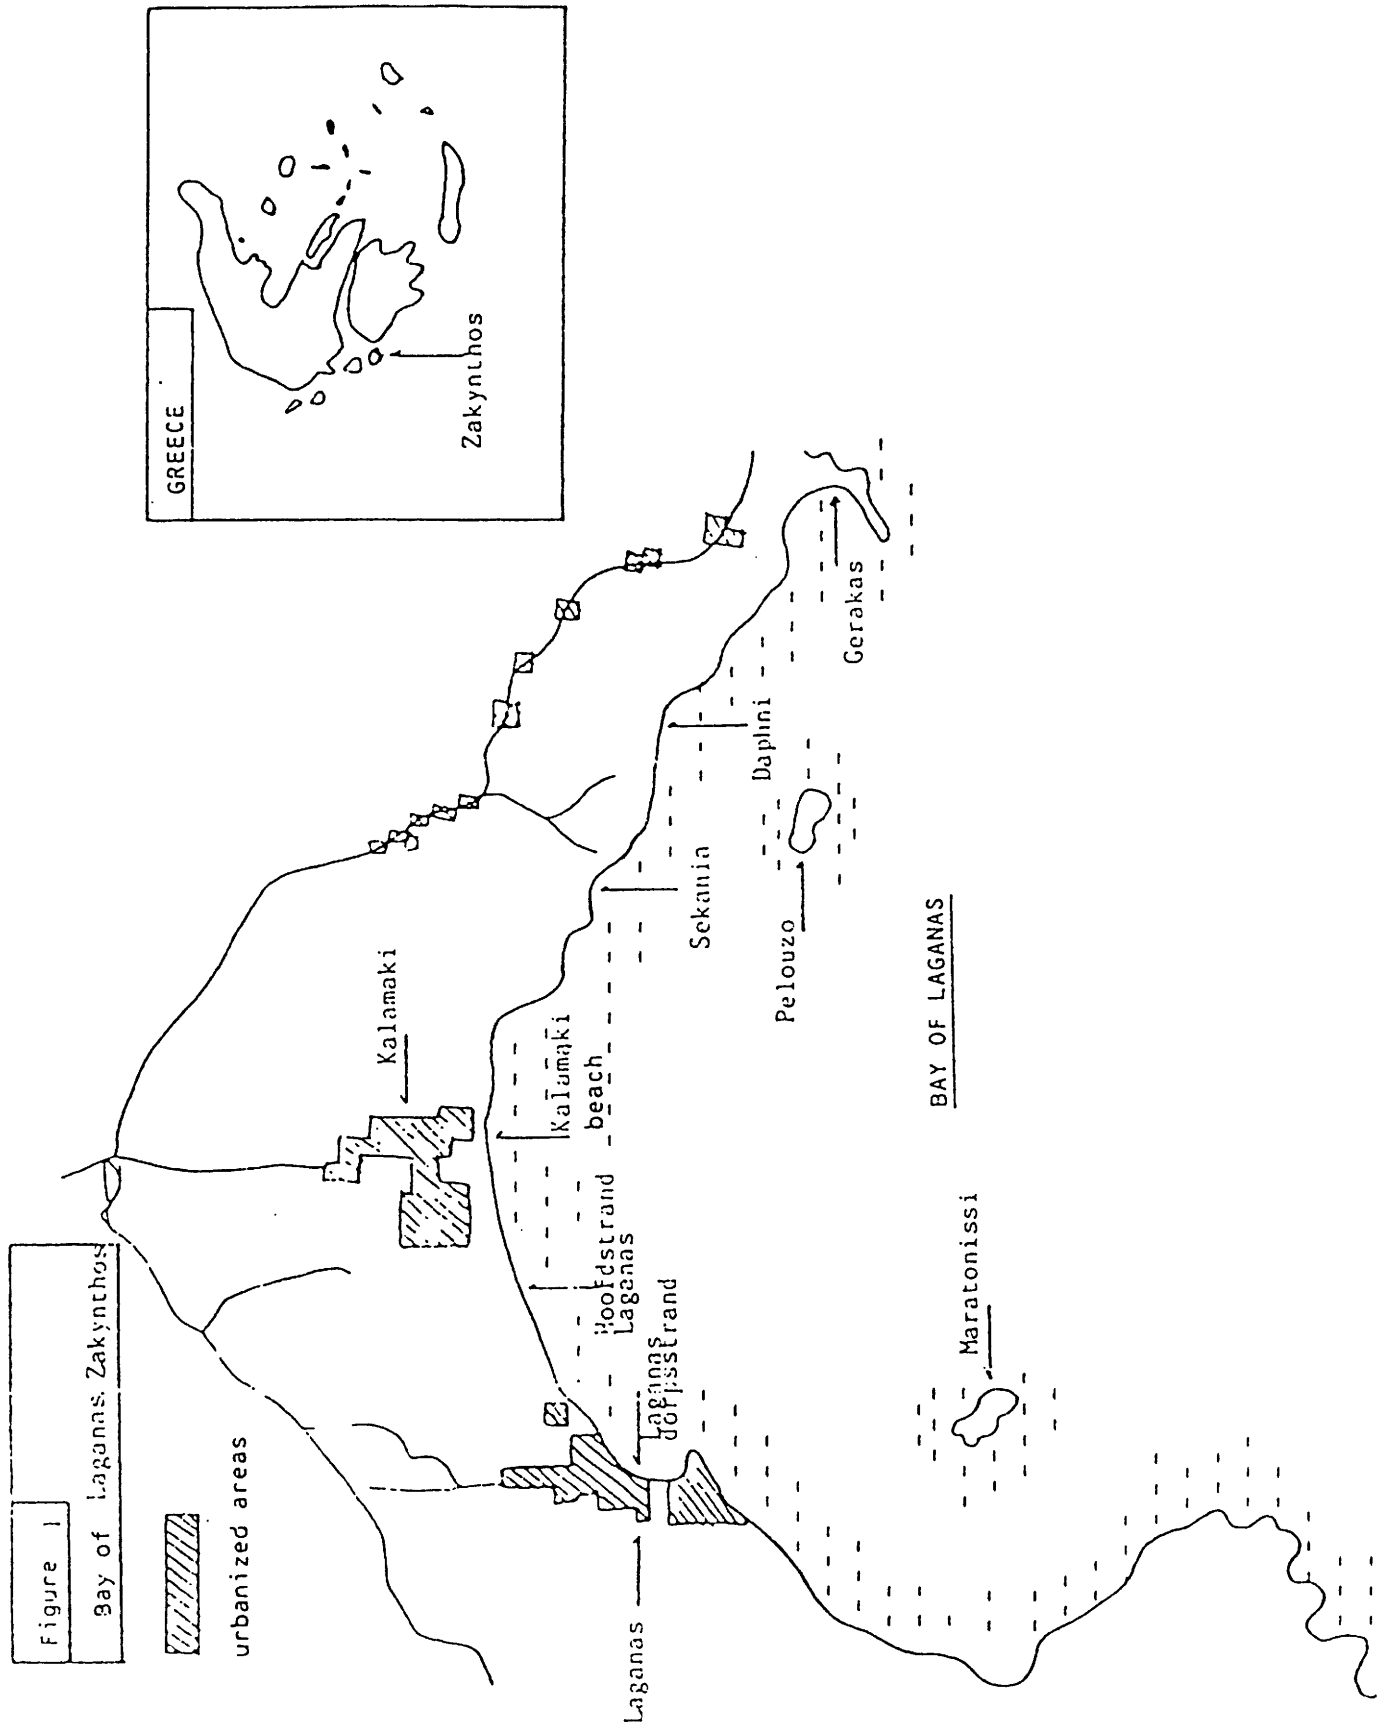 Figure 1
Bay of Laganas, Zakynthos
urbanized areas
GREECE
Zakynthos
Kalamaki
Kalamaki
beach
Hoofdstrand
Laganas
Laganas
dorpsstrand
Laganas
Sekania
Daphni
Gerakas
Pelouzo
Maratonissi
BAY OF LAGANAS